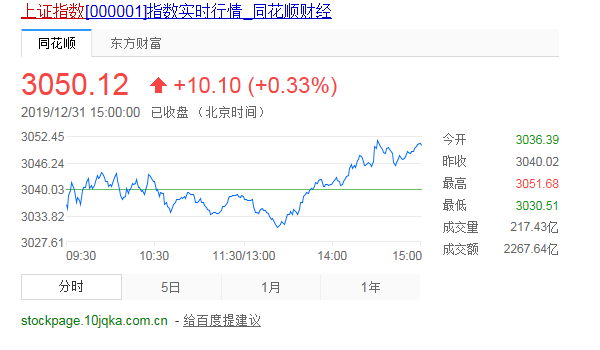 上证指数[000001]指数实时行情_同花顺财经
同花顺 东方财富
3050.12 +10.10 (+0.33%)
2019/12/31 15:00:00 已收盘 （北京时间）
3052.45
3046.24
3040.03
3033.82
3027.61
09:30 10:30 11:30/13:00 14:00 15:00
今开 3036.39
昨收 3040.02
最高 3051.68
最低 3030.51
成交量 217.43亿
成交额 2267.64亿
分时 5日 1月 1年
stockpage.10jqka.com.cn - 给百度提建议